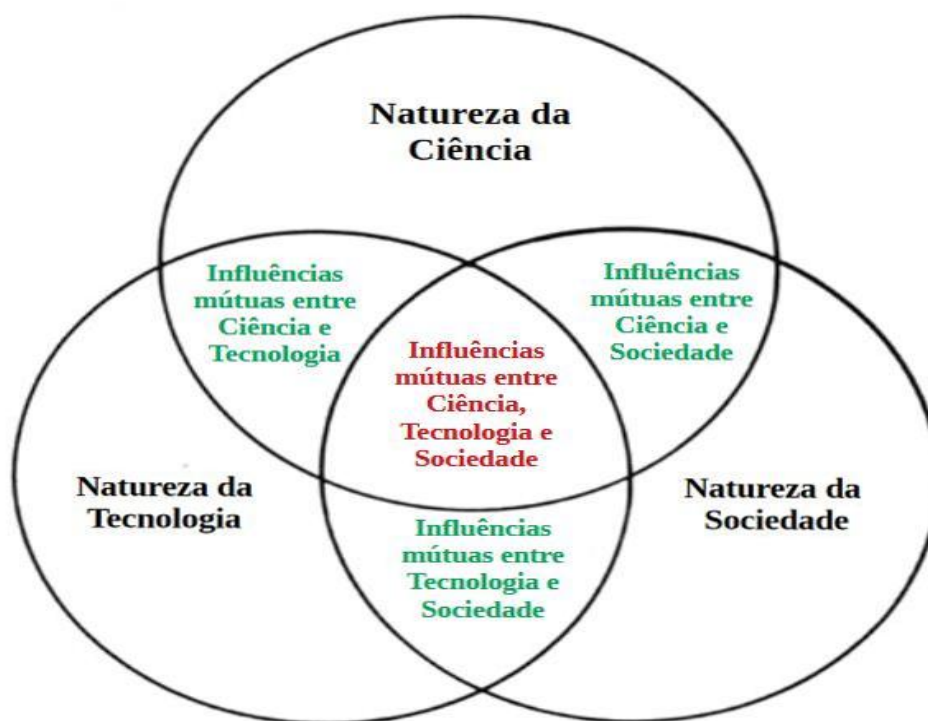 Natureza da
Ciência
Influências
mútuas entre
Ciência e
Tecnologia
Influências
mútuas entre
Ciência e
Sociedade
Influências
mútuas entre
Ciência,
Tecnologia e
Sociedade
Natureza da
Tecnologia
Natureza da
Sociedade
Influências
mútuas entre
Tecnologia e
Sociedade